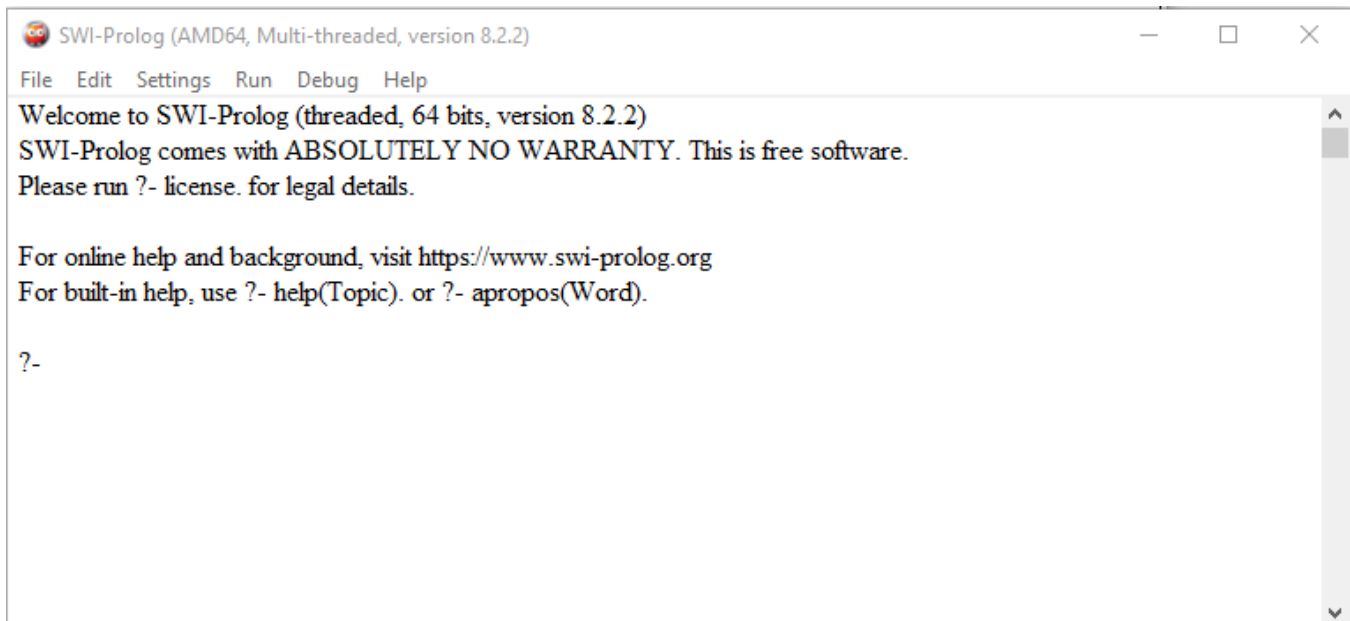 SWI-Prolog (AMD64, Multi-threaded, version 8.2.2)
File Edit Settings Run Debug Help
Welcome to SWI-Prolog (threaded, 64 bits, version 8.2.2)
SWI-Prolog comes with ABSOLUTELY NO WARRANTY. This is free software.
Please run ?- license. for legal details.
For online help and background, visit https://www.swi-prolog.org
For built-in help, use ?- help(Topic). or ?- apropos(Word).
?-